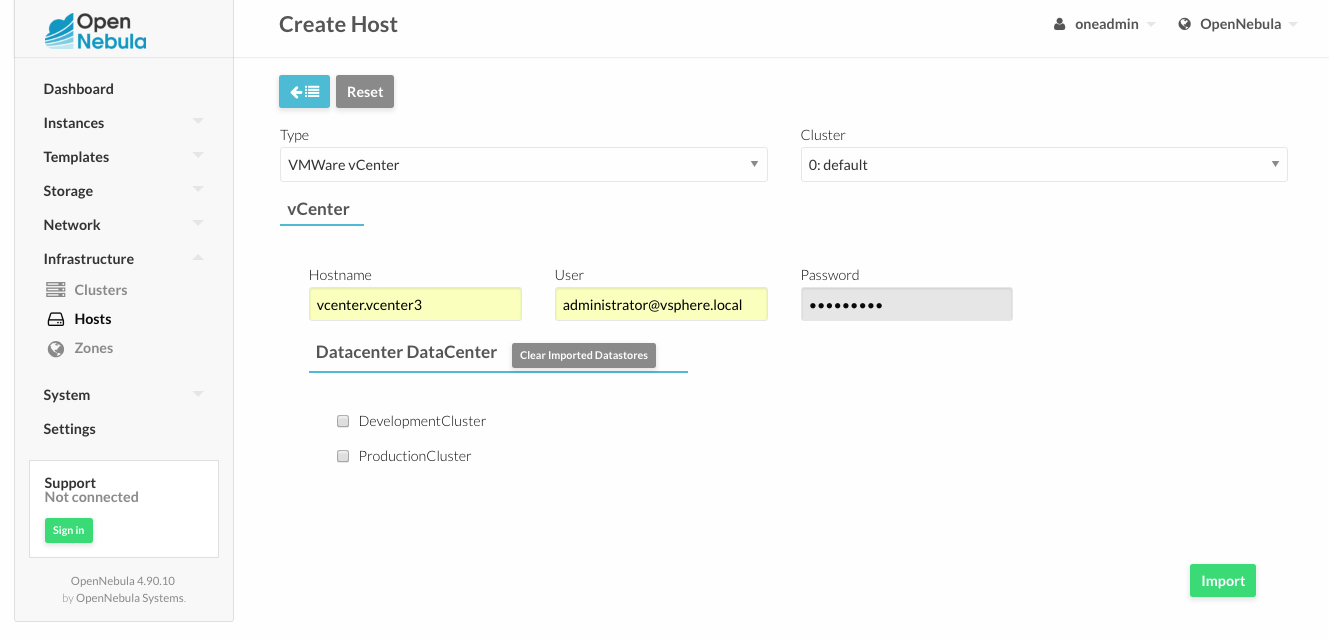 Open
Nebula
Create Host
oneadmin
OpenNebula
Dashboard
Instances
Templates
Storage
Network
Infrastructure
Clusters
Hosts
Zones
System
Settings
Support
Not connected
Sign in
OpenNebula 4.90.10
by OpenNebula Systems.
Reset
Type
Cluster
VMWare vCenter
0: default
vCenter
Hostname
User
Password
vcenter.vcenter3
administrator@vsphere.local
•••••••••
Datacenter DataCenter
Clear Imported Datastores
DevelopmentCluster
ProductionCluster
Import